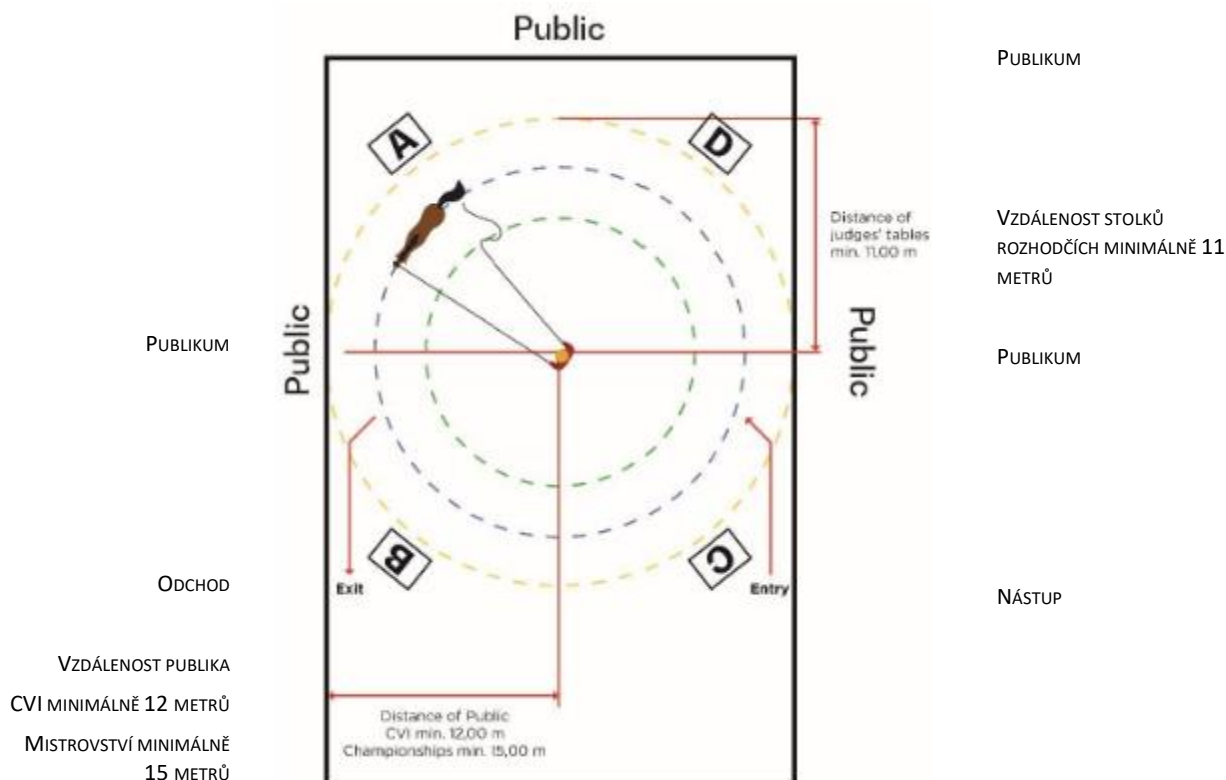 Public
PUBLIKUM
A
D
Distance of
judges' tables
min. 11,00 m
VZDÁLENOST STOLKŮ
ROZHODČÍCH MINIMÁLNĚ 11
METRŮ
PUBLIKUM
Public
Public
PUBLIKUM
B
C
ODCHOD
Exit
Entry
NÁSTUP
VZDÁLENOST PUBLIKA
CVI MINIMÁLNĚ 12 METRŮ
MISTROVSTVÍ MINIMÁLNĚ
15 METRŮ
Distance of Public
CVI min. 12,00 m
Championships min. 15,00 m